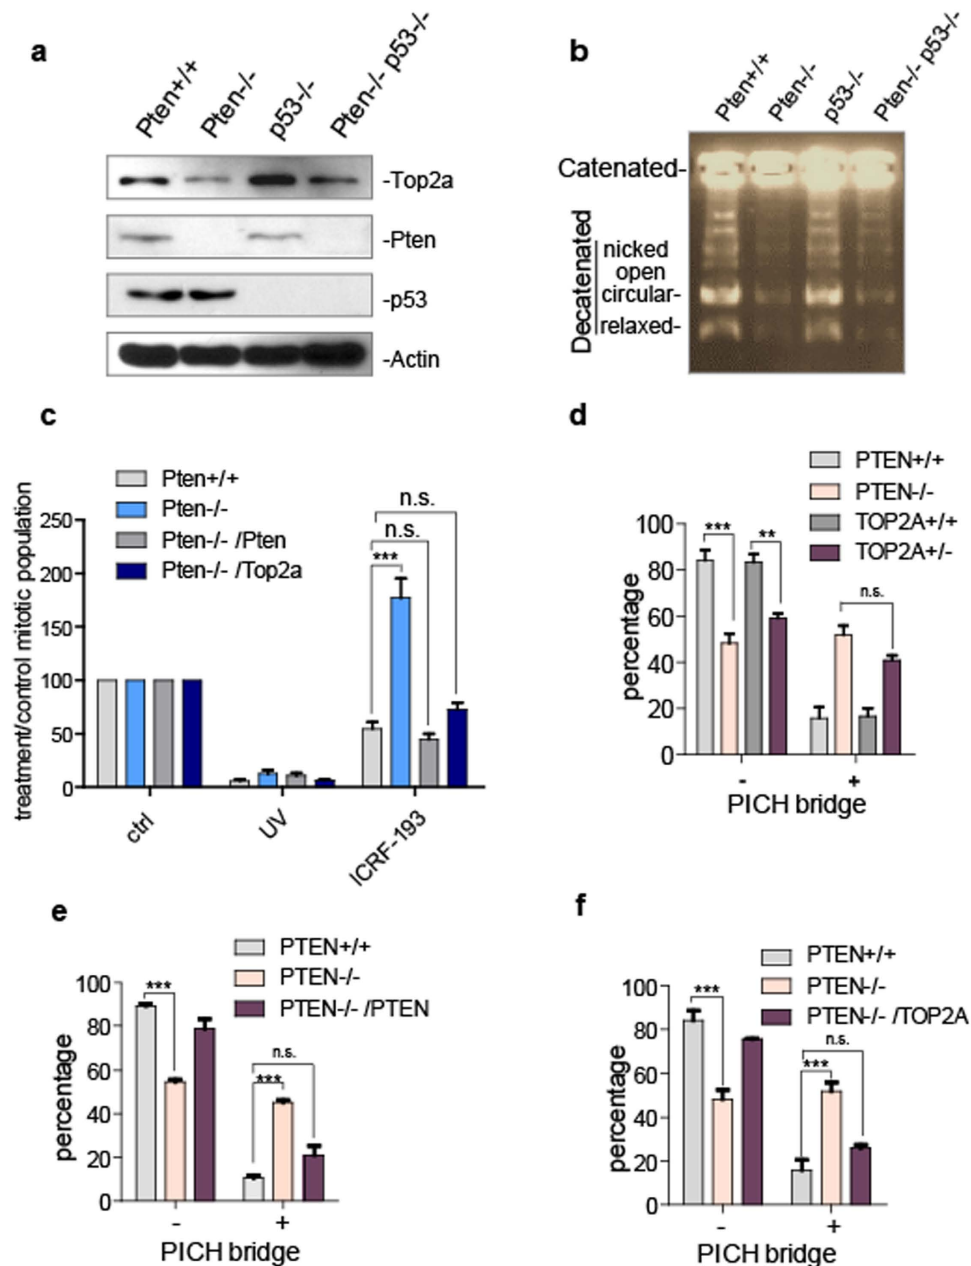 a
Pten+/+
Pten-/-
p53-/-
Pten-/- p53-/-
-Top2a
-Pten
-p53
-Actin
b
Pten+/+
Pten-/-
p53-/-
Pten-/- p53-/-
Catenated-
Decatenated
nicked
open
circular-
relaxed-
c
Pten+/+
Pten-/-
Pten-/- /Pten
Pten-/- /Top2a
treatment/control mitotic population
250
200
150
100
50
0
n.s.
n.s.
***
ctrl
UV
ICRF-193
d
PTEN+/+
PTEN-/-
TOP2A+/+
TOP2A+/-
percentage
100
80
60
40
20
0
***
**
n.s.
-
+
PICH bridge
e
PTEN+/+
PTEN-/-
PTEN-/- /PTEN
percentage
100
80
60
40
20
0
***
n.s.
***
-
+
PICH bridge
f
PTEN+/+
PTEN-/-
PTEN-/- /TOP2A
percentage
100
80
60
40
20
0
***
n.s.
***
-
+
PICH bridge